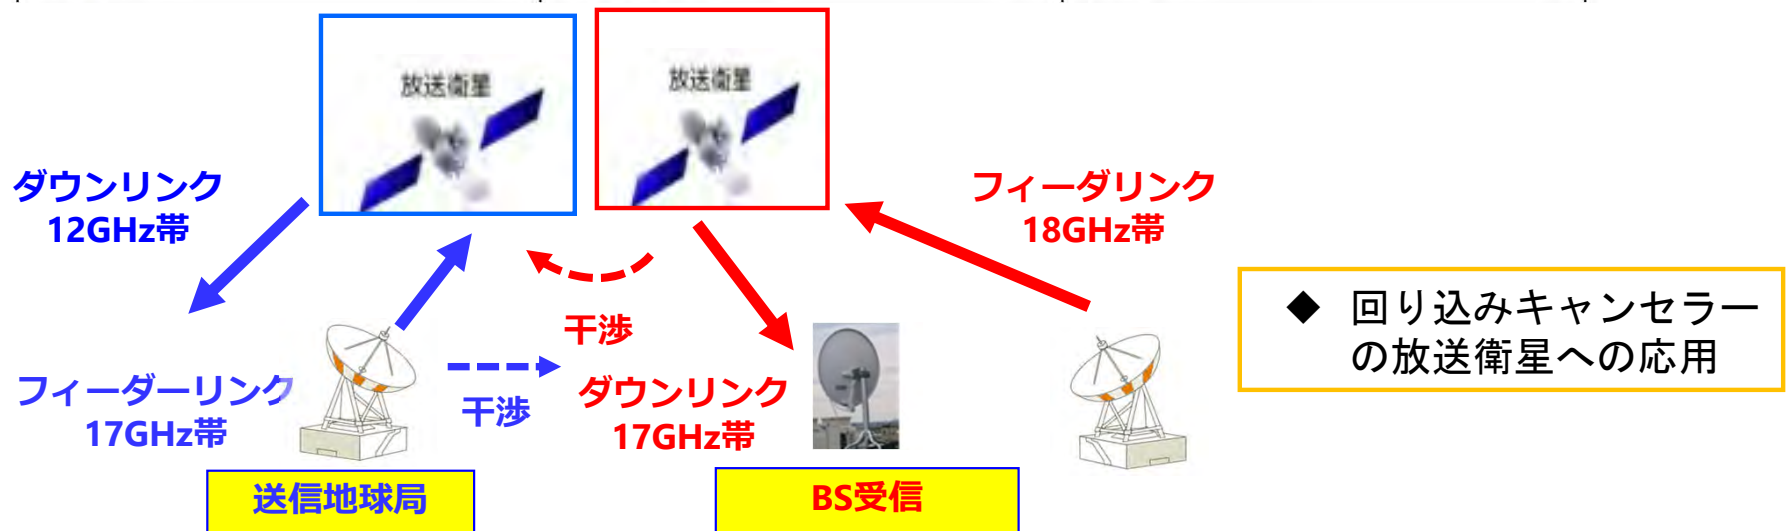 放送衛星
放送衛星
ダウンリンク
12GHz帯
フィーダリンク
18GHz帯
干渉
フィーダーリンク
17GHz帯
干渉
ダウンリンク
17GHz帯
◆ 回り込みキャンセラー
の放送衛星への応用
送信地球局
BS受信